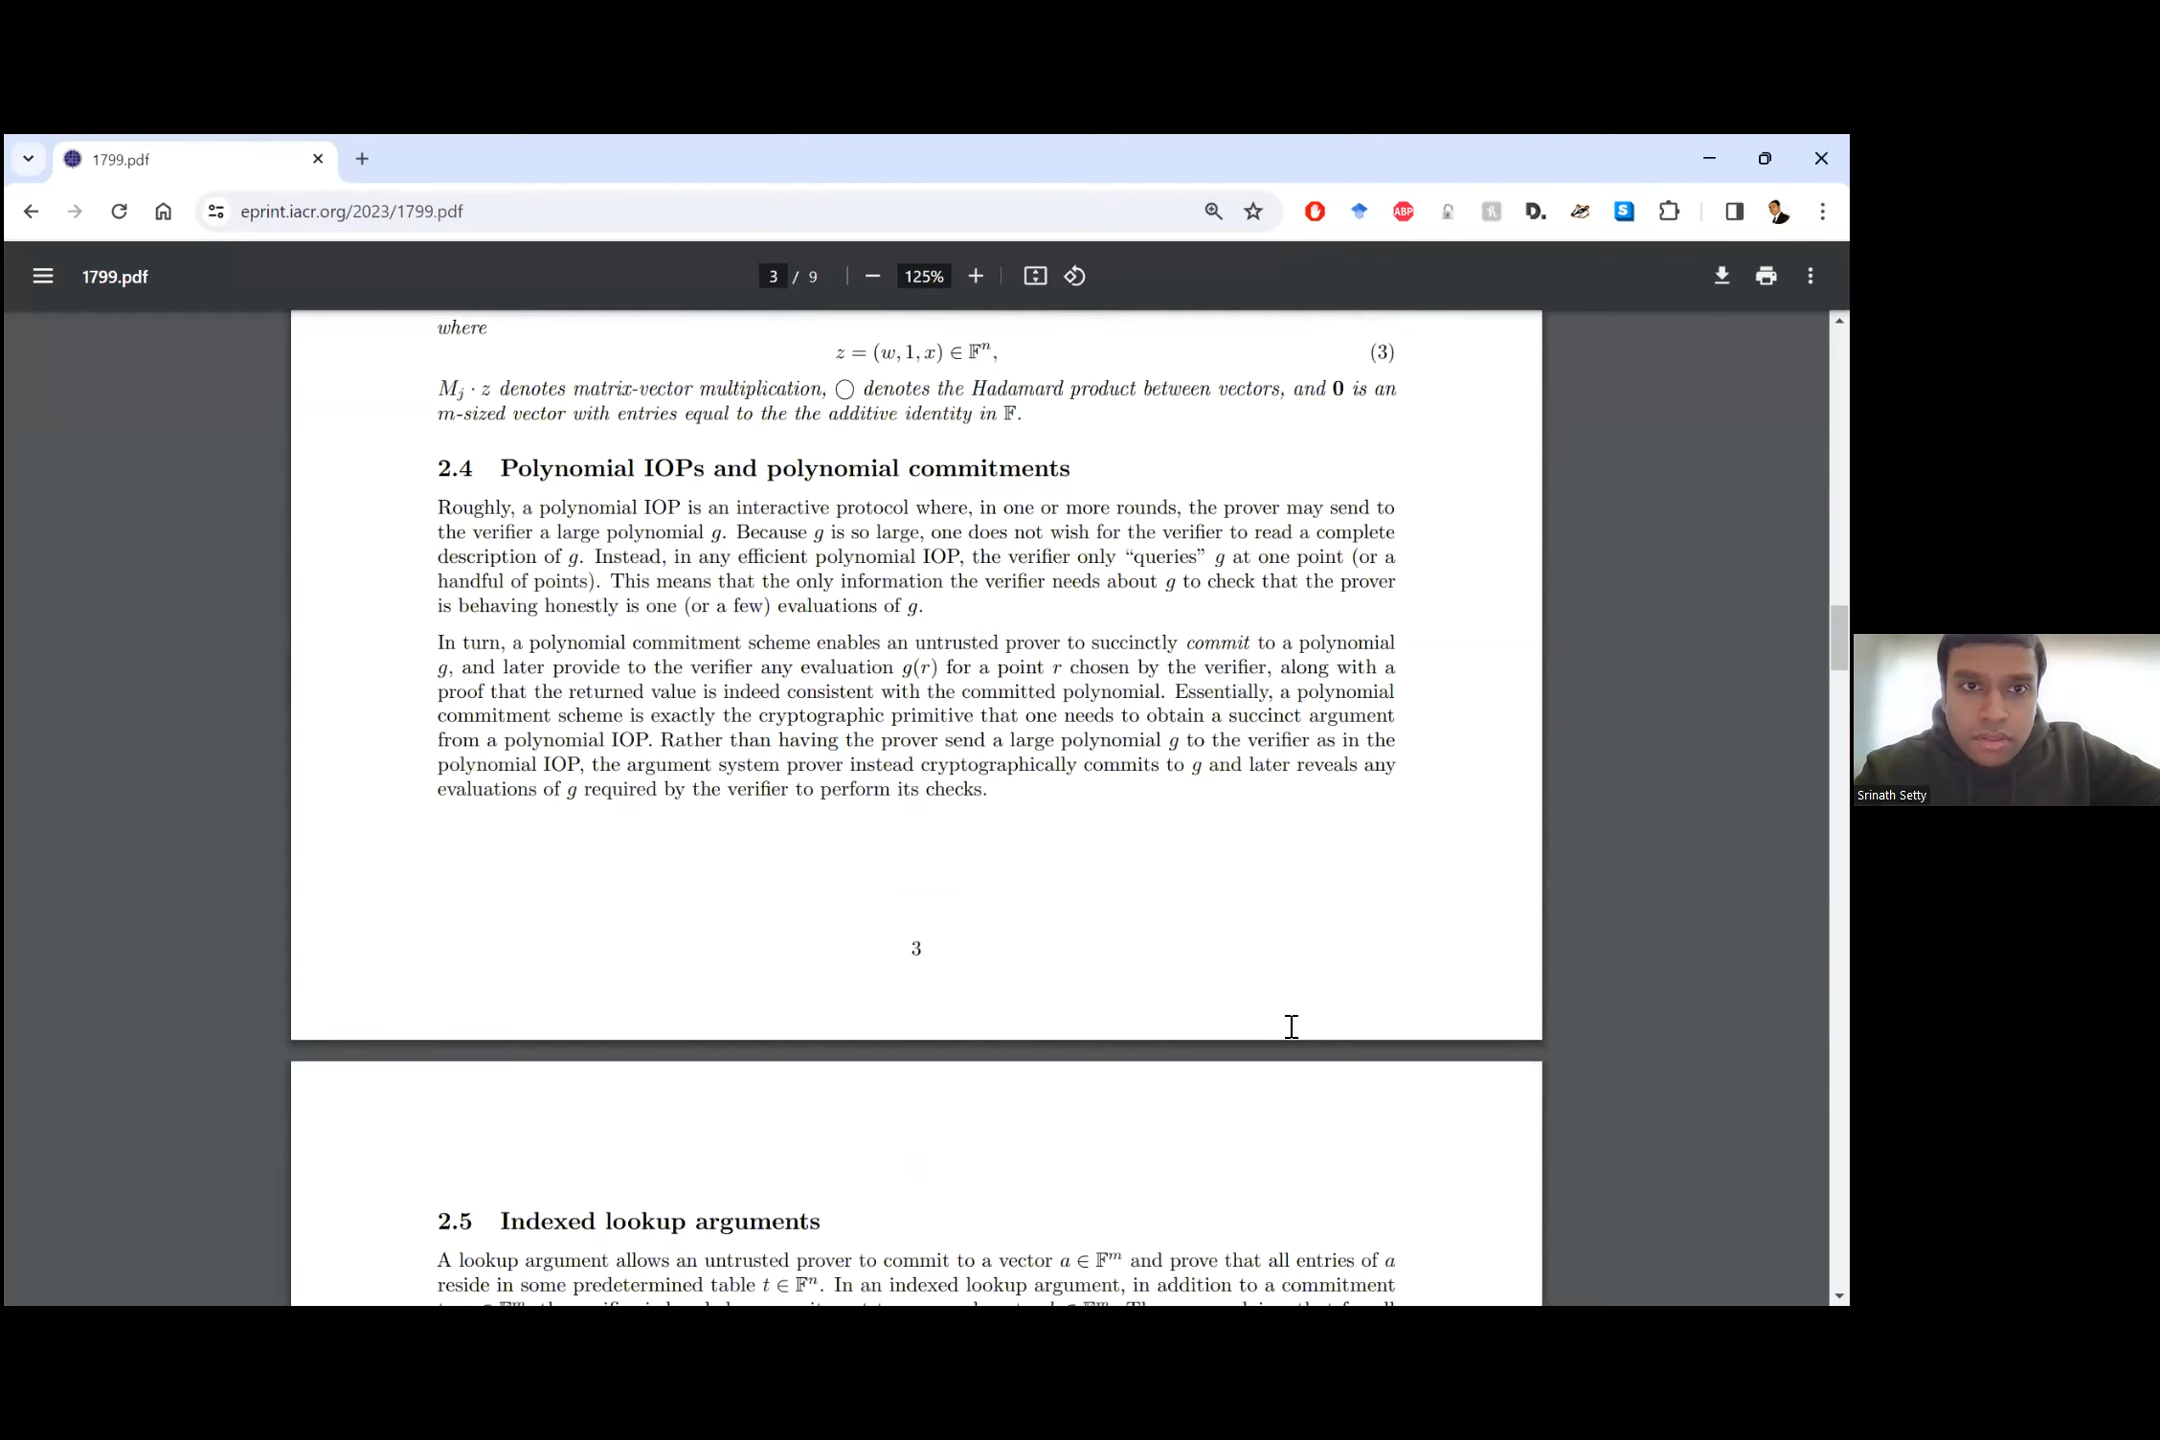 1799.pdf
eprint.iacr.org/2023/1799.pdf
ABP
D.
S
1799.pdf
3 / 9
125%
where
z = (w, 1, x) ∈ 𝔽ⁿ, (3)
Mⱼ · z denotes matrix-vector multiplication, ◯ denotes the Hadamard product between vectors, and 0 is an
m-sized vector with entries equal to the the additive identity in 𝔽.
2.4 Polynomial IOPs and polynomial commitments
Roughly, a polynomial IOP is an interactive protocol where, in one or more rounds, the prover may send to
the verifier a large polynomial g. Because g is so large, one does not wish for the verifier to read a complete
description of g. Instead, in any efficient polynomial IOP, the verifier only “queries” g at one point (or a
handful of points). This means that the only information the verifier needs about g to check that the prover
is behaving honestly is one (or a few) evaluations of g.
In turn, a polynomial commitment scheme enables an untrusted prover to succinctly commit to a polynomial
g, and later provide to the verifier any evaluation g(r) for a point r chosen by the verifier, along with a
proof that the returned value is indeed consistent with the committed polynomial. Essentially, a polynomial
commitment scheme is exactly the cryptographic primitive that one needs to obtain a succinct argument
from a polynomial IOP. Rather than having the prover send a large polynomial g to the verifier as in the
polynomial IOP, the argument system prover instead cryptographically commits to g and later reveals any
evaluations of g required by the verifier to perform its checks.
3
2.5 Indexed lookup arguments
A lookup argument allows an untrusted prover to commit to a vector a ∈ 𝔽ᵐ and prove that all entries of a
reside in some predetermined table t ∈ 𝔽ⁿ. In an indexed lookup argument, in addition to a commitment
Srinath Setty